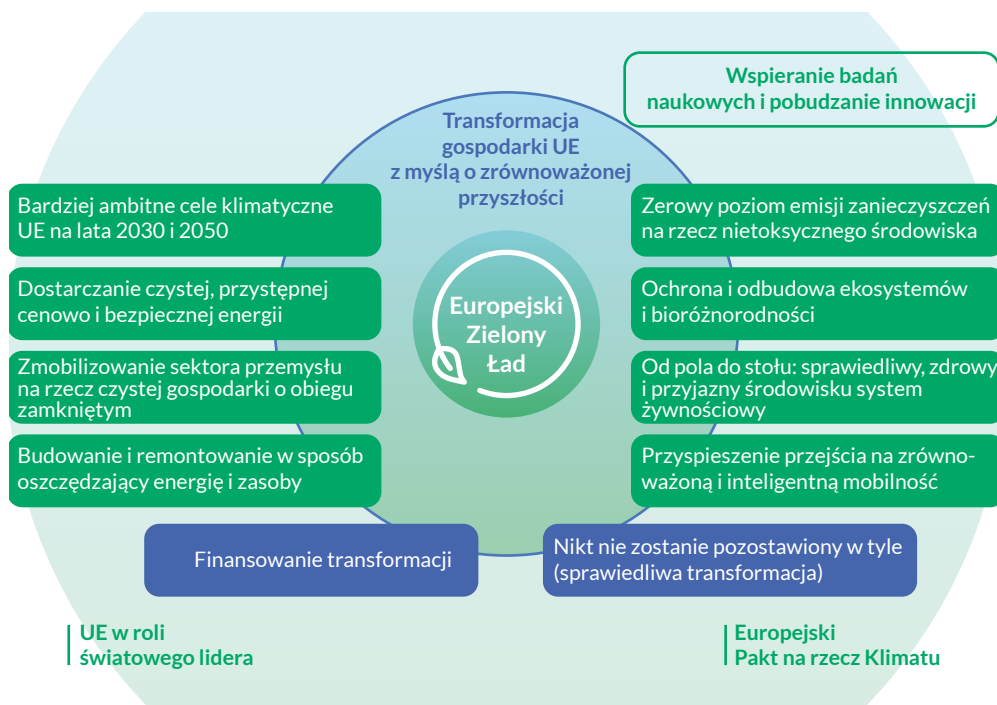 Wspieranie badań
naukowych i pobudzanie innowacji
Transformacja
gospodarki UE
z myślą o zrównoważonej
przyszłości
Bardziej ambitne cele klimatyczne
UE na lata 2030 i 2050
Dostarczanie czystej, przystępnej
cenowo i bezpiecznej energii
Zmobilizowanie sektora przemysłu
na rzecz czystej gospodarki o obiegu
zamkniętym
Budowanie i remontowanie w sposób
oszczędzający energię i zasoby
Europejski
Zielony
Ład
Zerowy poziom emisji zanieczyszczeń
na rzecz nietoksycznego środowiska
Ochrona i odbudowa ekosystemów
i bioróżnorodności
Od pola do stołu: sprawiedliwy, zdrowy
i przyjazny środowisku system
żywnościowy
Przyspieszenie przejścia na zrówno-
ważoną i inteligentną mobilność
Finansowanie transformacji
Nikt nie zostanie pozostawiony w tyle
(sprawiedliwa transformacja)
UE w roli
światowego lidera
Europejski
Pakt na rzecz Klimatu